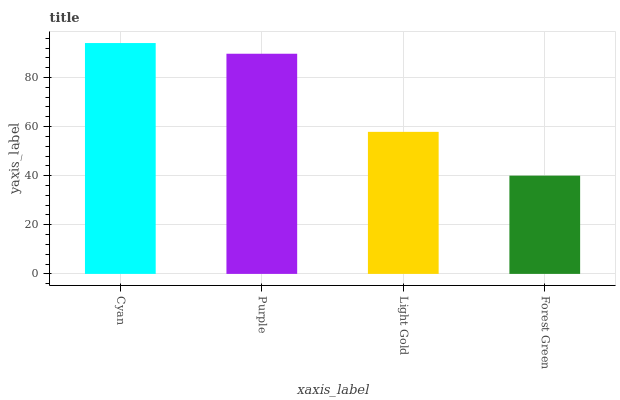 title
yaxis_label
80
60
40
20
0
Cyan
Purple
Light Gold
Forest Green
xaxis_label